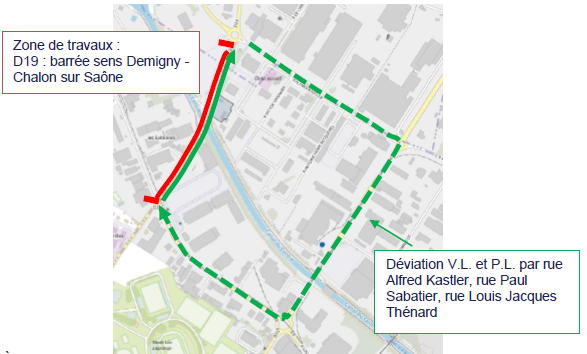 Zone de travaux :
D19 : barrée sens Demigny -
Chalon sur Saône
Déviation V.L. et P.L. par rue
Alfred Kastler, rue Paul
Sabatier, rue Louis Jacques
Thénard